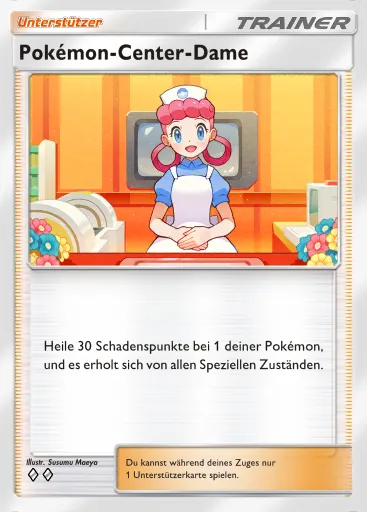 Unterstützer
TRAINER
Pokémon-Center-Dame
Heile 30 Schadenspunkte bei 1 deiner Pokémon,
und es erholt sich von allen Speziellen Zuständen.
Illustr. Susumu Maeya
Du kannst während deines Zuges nur
1 Unterstützerkarte spielen.